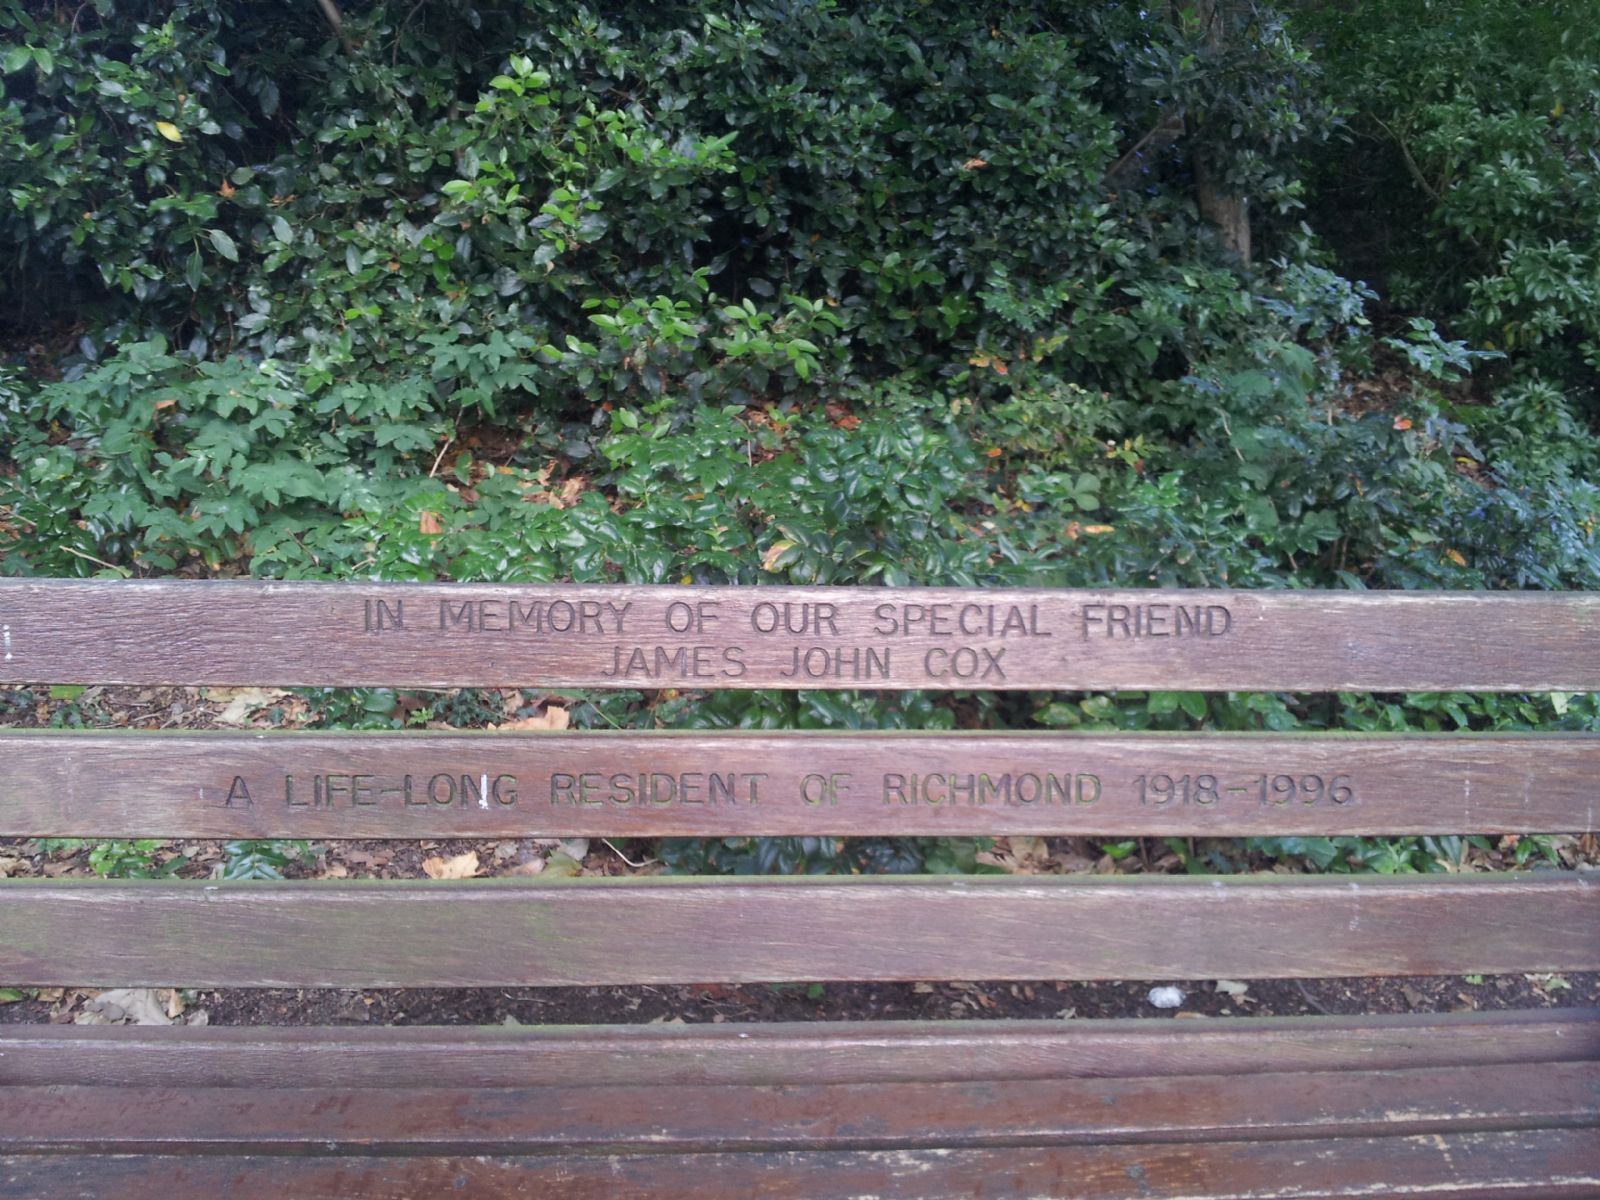 IN MEMORY OF OUR SPECIAL FRIEND
JAMES JOHN COX
A LIFE-LONG RESIDENT OF RICHMOND 1918-1996